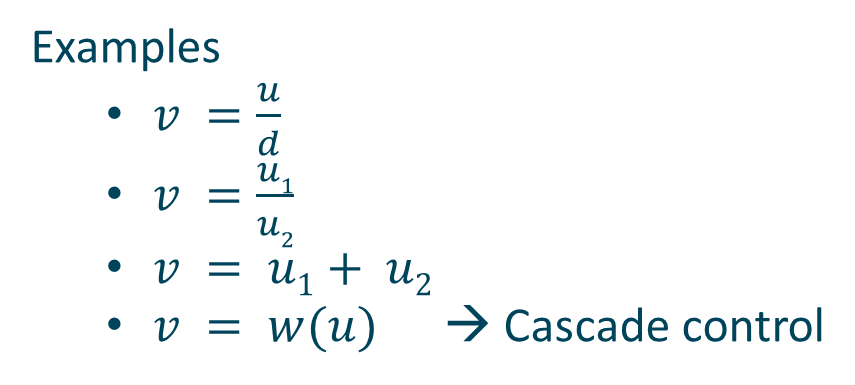 Examples
• v = u/d
• v = u₁/u₂
• v = u₁ + u₂
• v = w(u) → Cascade control